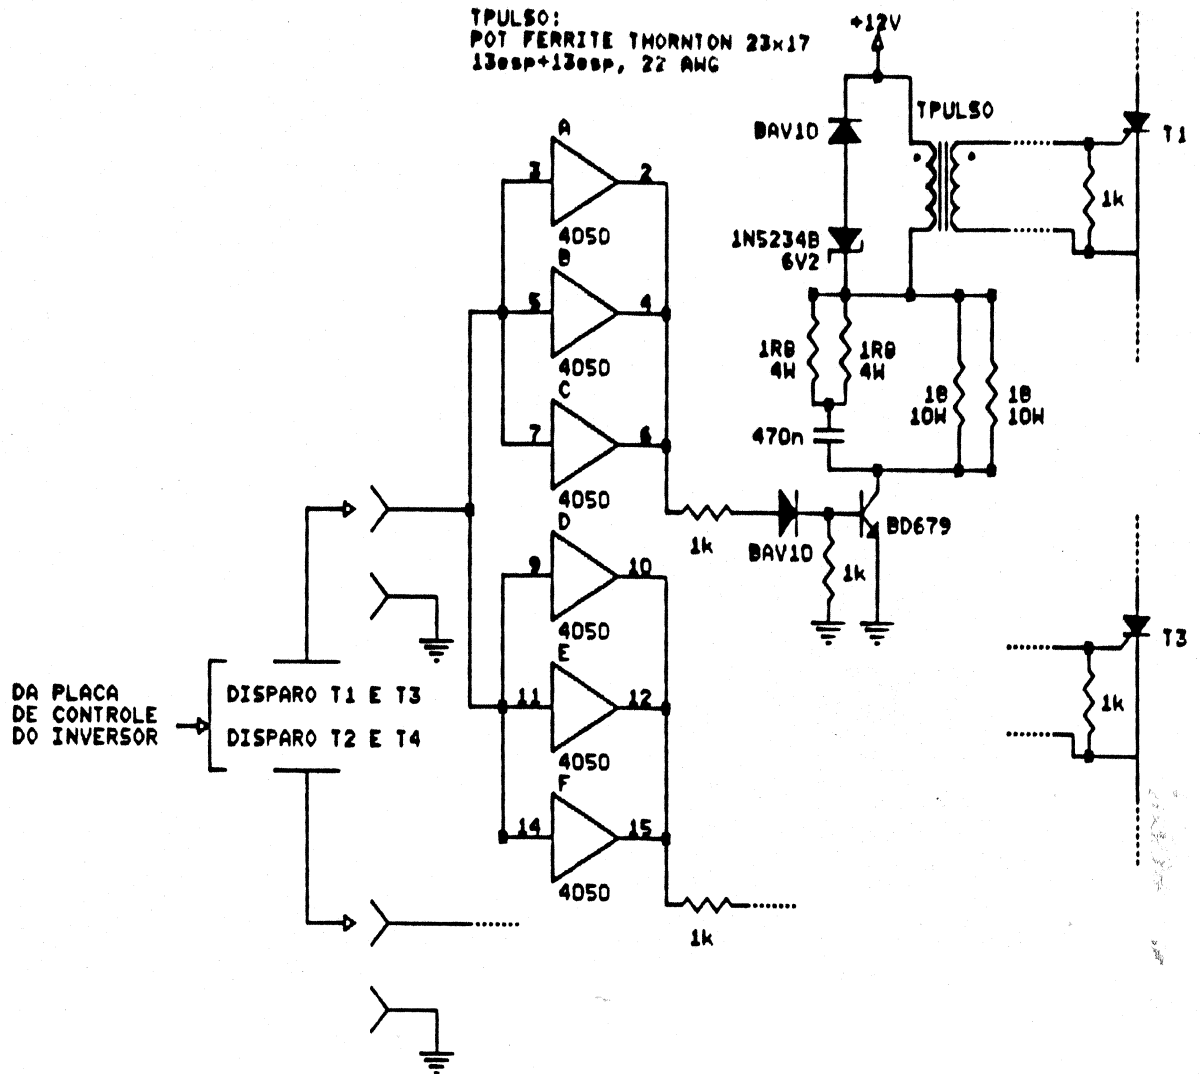 TPULSO:
POT FERRITE THORNTON 23x17
13esp+13esp, 22 AWG
+12V
TPULSO
BAV10
T1
1k
1N5234B
6V2
1R8
4W
1R8
4W
18
10W
18
10W
470n
BD679
1k
BAV10
1k
A
3
2
4050
B
5
4
4050
C
7
6
4050
D
9
10
4050
E
11
12
4050
F
14
15
4050
1k
T3
1k
DA PLACA
DE CONTROLE
DO INVERSOR
DISPARO T1 E T3
DISPARO T2 E T4